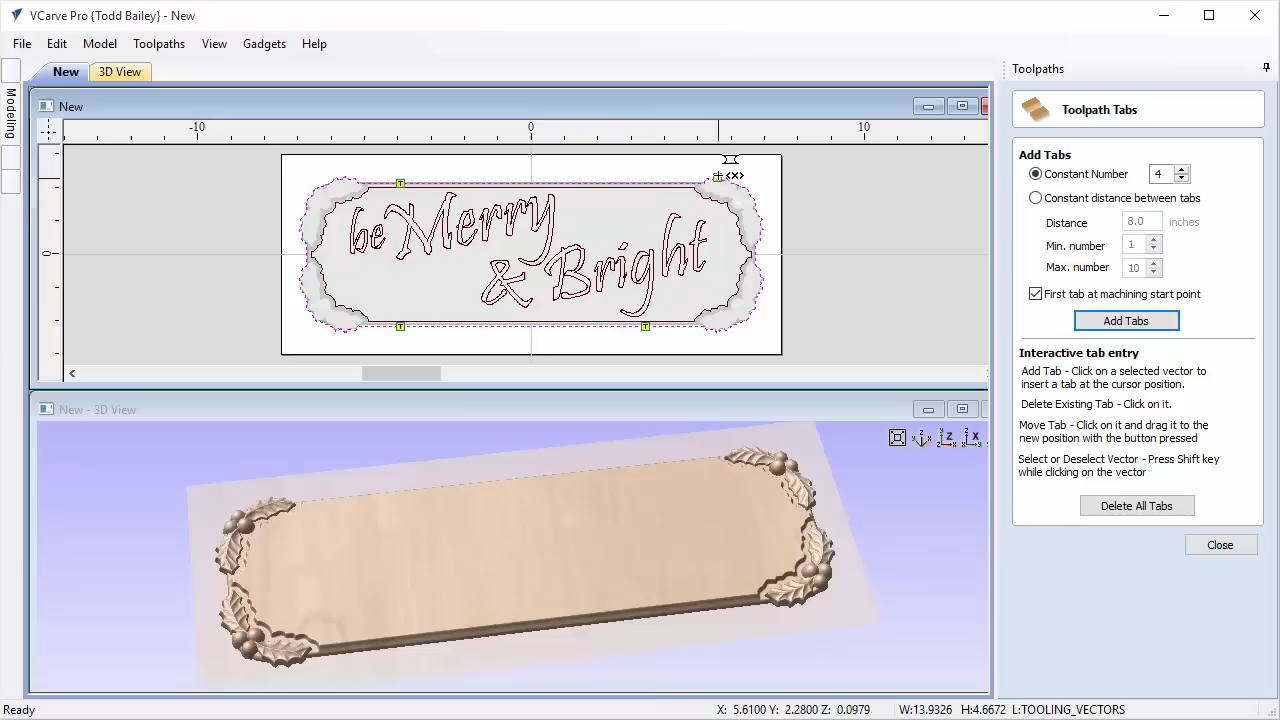 VCarve Pro {Todd Bailey} - New
File Edit Model Toolpaths View Gadgets Help
New 3D View
Modeling
New
-10 0 10
0
be Merry
& Bright
T
T
T
New - 3D View
Z
Y Z
X
Z X
Y
Toolpaths
Toolpath Tabs
Add Tabs
Constant Number 4
Constant distance between tabs
Distance 8.0 inches
Min. number 1
Max. number 10
First tab at machining start point
Add Tabs
Interactive tab entry
Add Tab - Click on a selected vector to
insert a tab at the cursor position.
Delete Existing Tab - Click on it.
Move Tab - Click on it and drag it to the
new position with the button pressed
Select or Deselect Vector - Press Shift key
while clicking on the vector
Delete All Tabs
Close
Ready
X: 5.6100 Y: 2.2800 Z: 0.0979 W:13.9326 H:4.6672 L:TOOLING_VECTORS